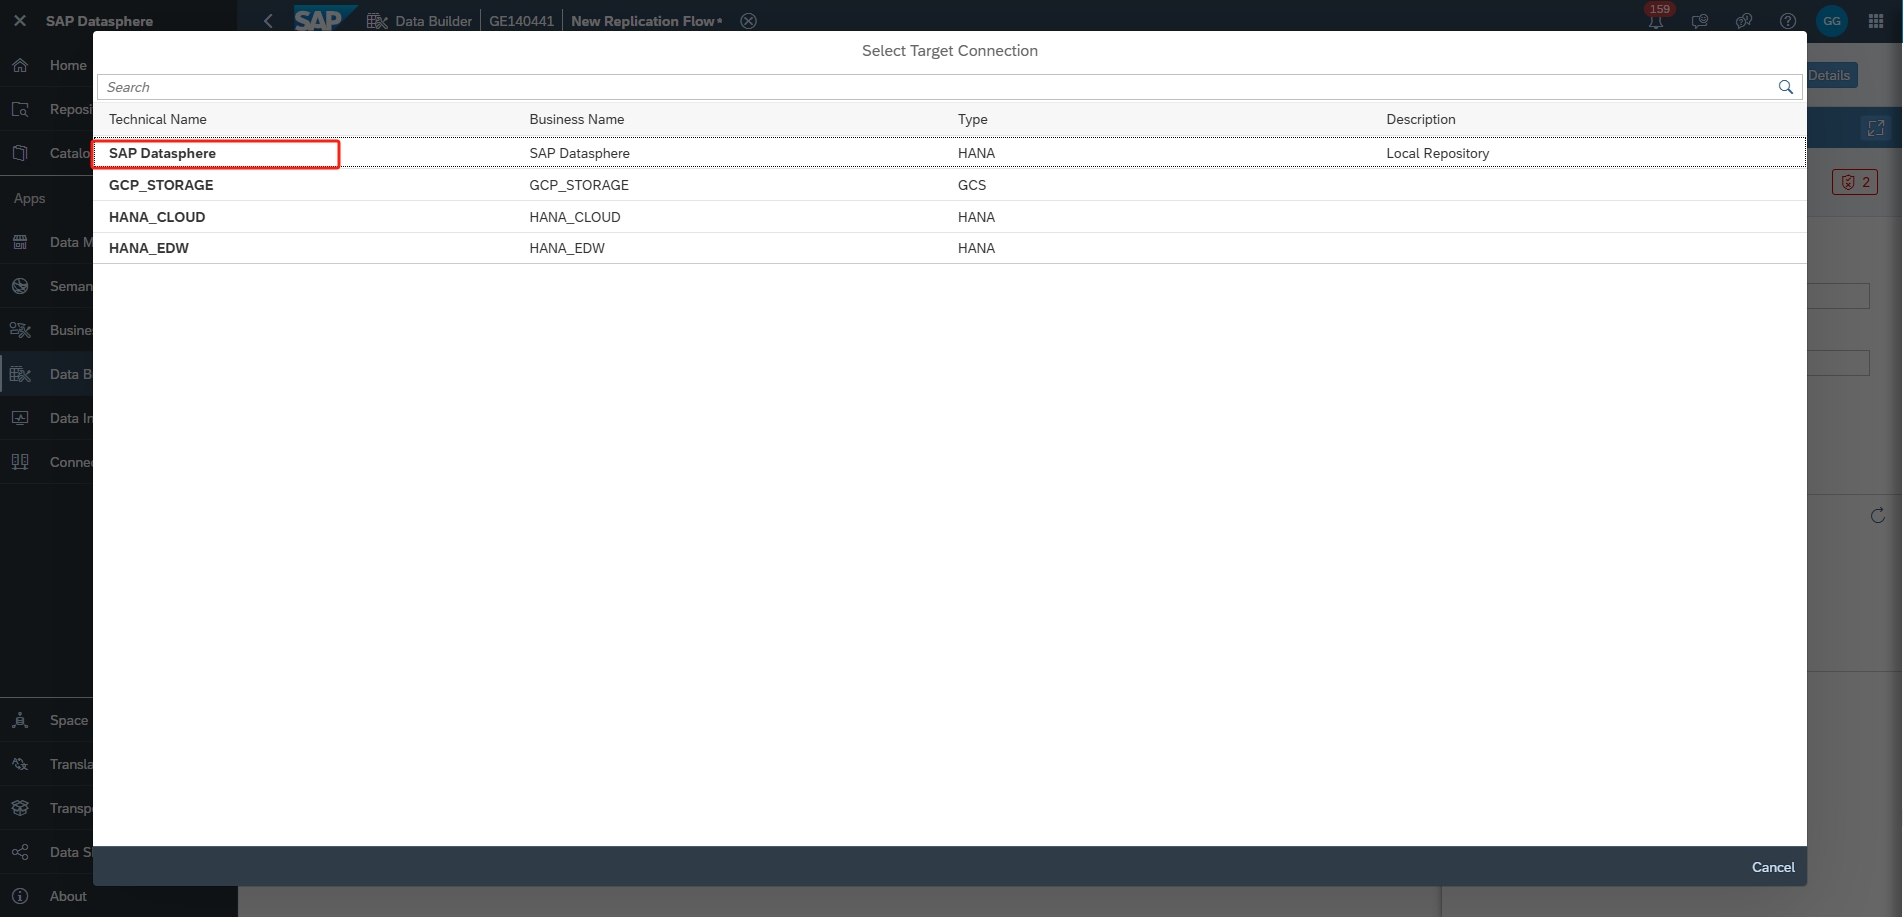 SAP Datasphere
SAP
Data Builder
GE140441
New Replication Flow*
159
GG
Select Target Connection
Details
Home
Search
Reposi
Technical Name Business Name Type Description
Catalo
SAP Datasphere SAP Datasphere HANA Local Repository
GCP_STORAGE GCP_STORAGE GCS
2
Apps
HANA_CLOUD HANA_CLOUD HANA
Data M
HANA_EDW HANA_EDW HANA
Seman
Busine
Data B
Data In
Connec
Space
Transla
Transp
Data S
Cancel
About